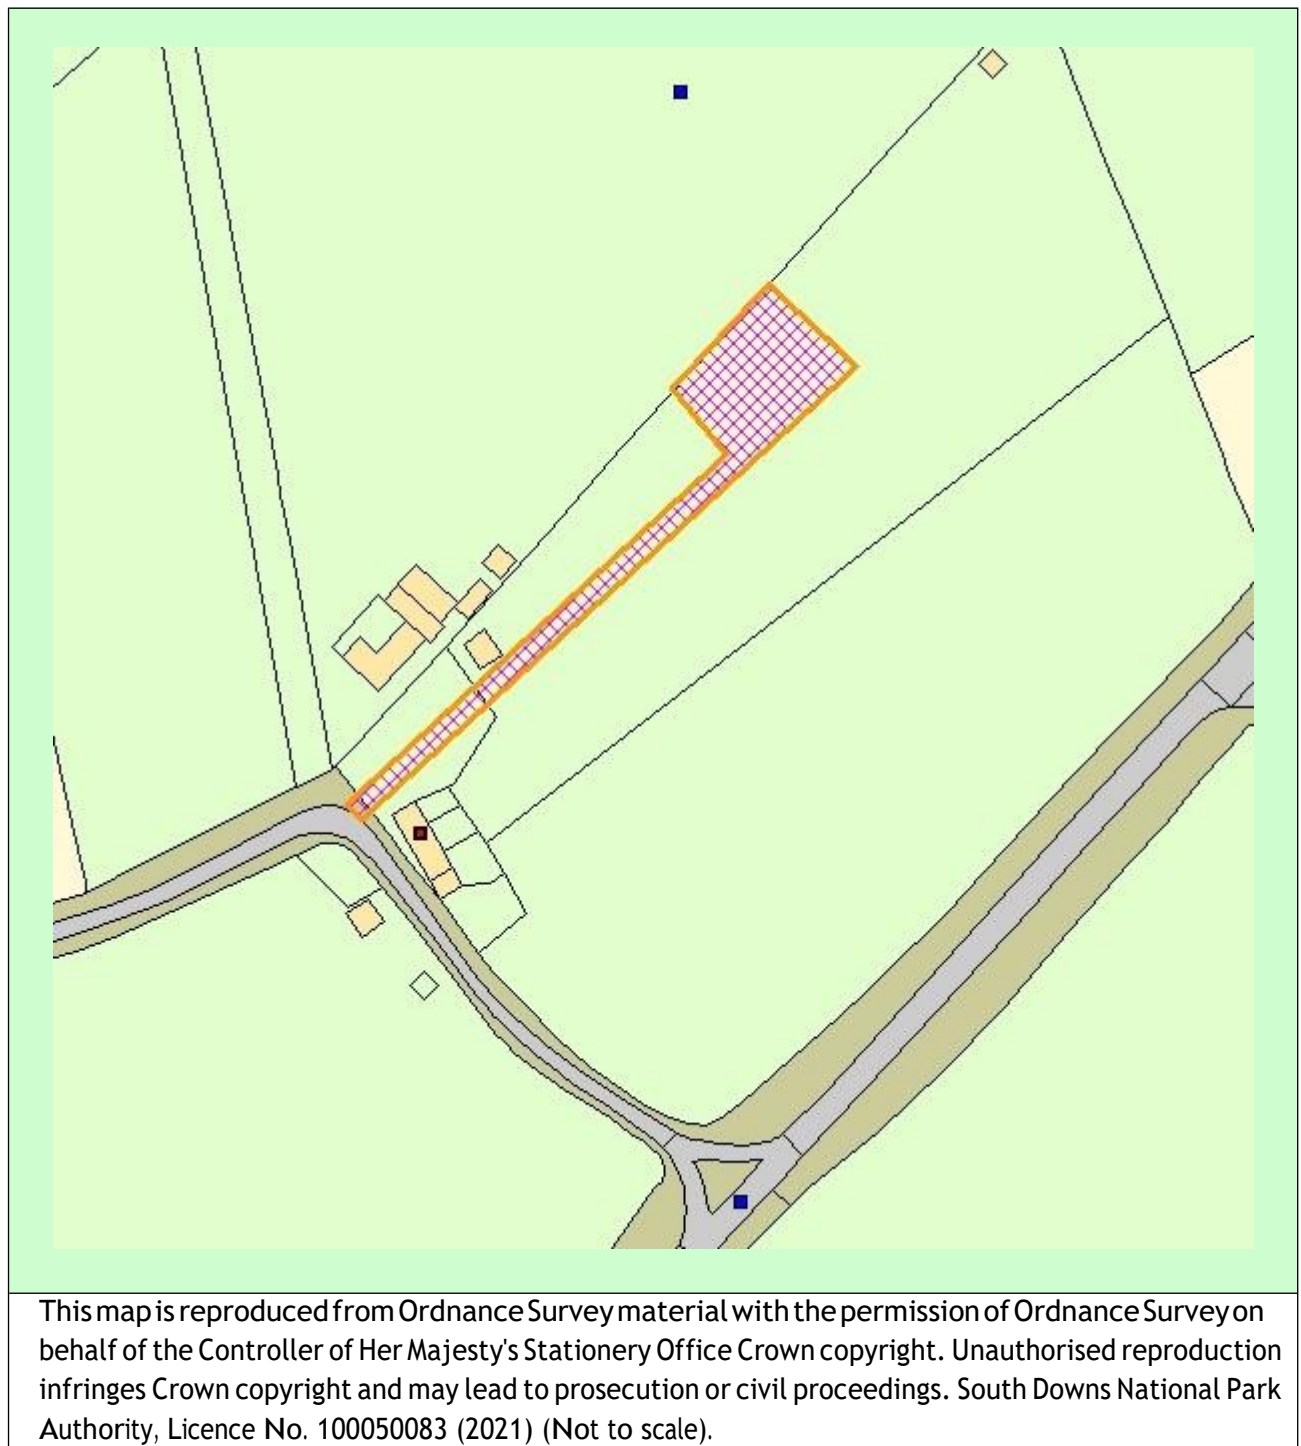 This map is reproduced from Ordnance Survey material with the permission of Ordnance Survey on
behalf of the Controller of Her Majesty's Stationery Office Crown copyright. Unauthorised reproduction
infringes Crown copyright and may lead to prosecution or civil proceedings. South Downs National Park
Authority, Licence No. 100050083 (2021) (Not to scale).